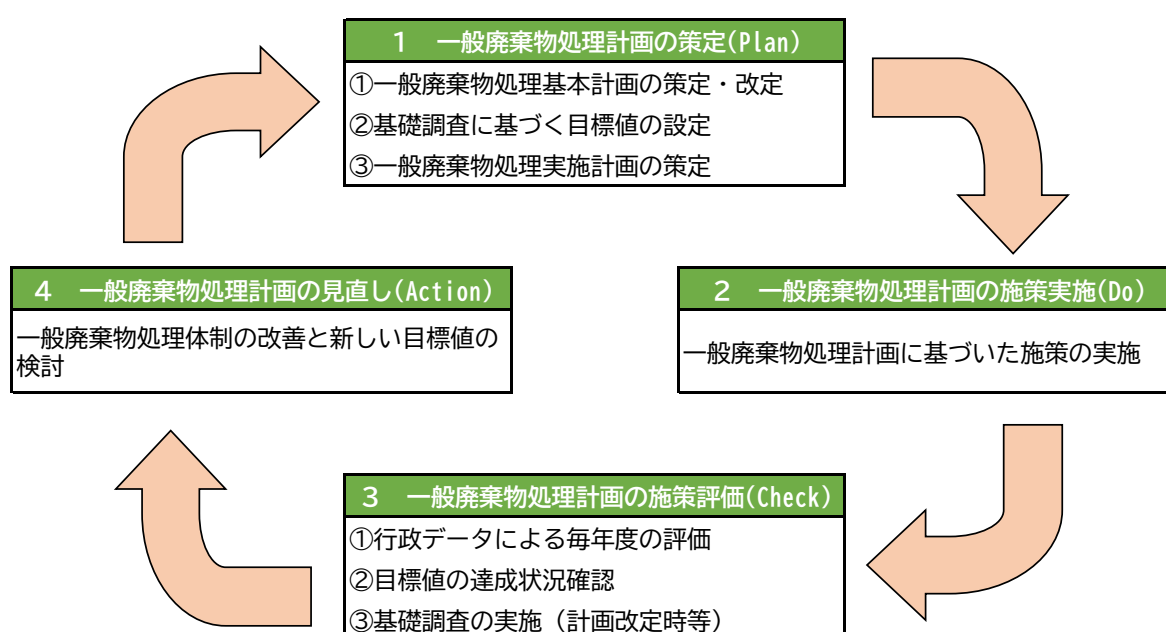 1　一般廃棄物処理計画の策定(Plan)
①一般廃棄物処理基本計画の策定・改定
②基礎調査に基づく目標値の設定
③一般廃棄物処理実施計画の策定
2　一般廃棄物処理計画の施策実施(Do)
一般廃棄物処理計画に基づいた施策の実施
3　一般廃棄物処理計画の施策評価(Check)
①行政データによる毎年度の評価
②目標値の達成状況確認
③基礎調査の実施（計画改定時等）
4　一般廃棄物処理計画の見直し(Action)
一般廃棄物処理体制の改善と新しい目標値の
検討